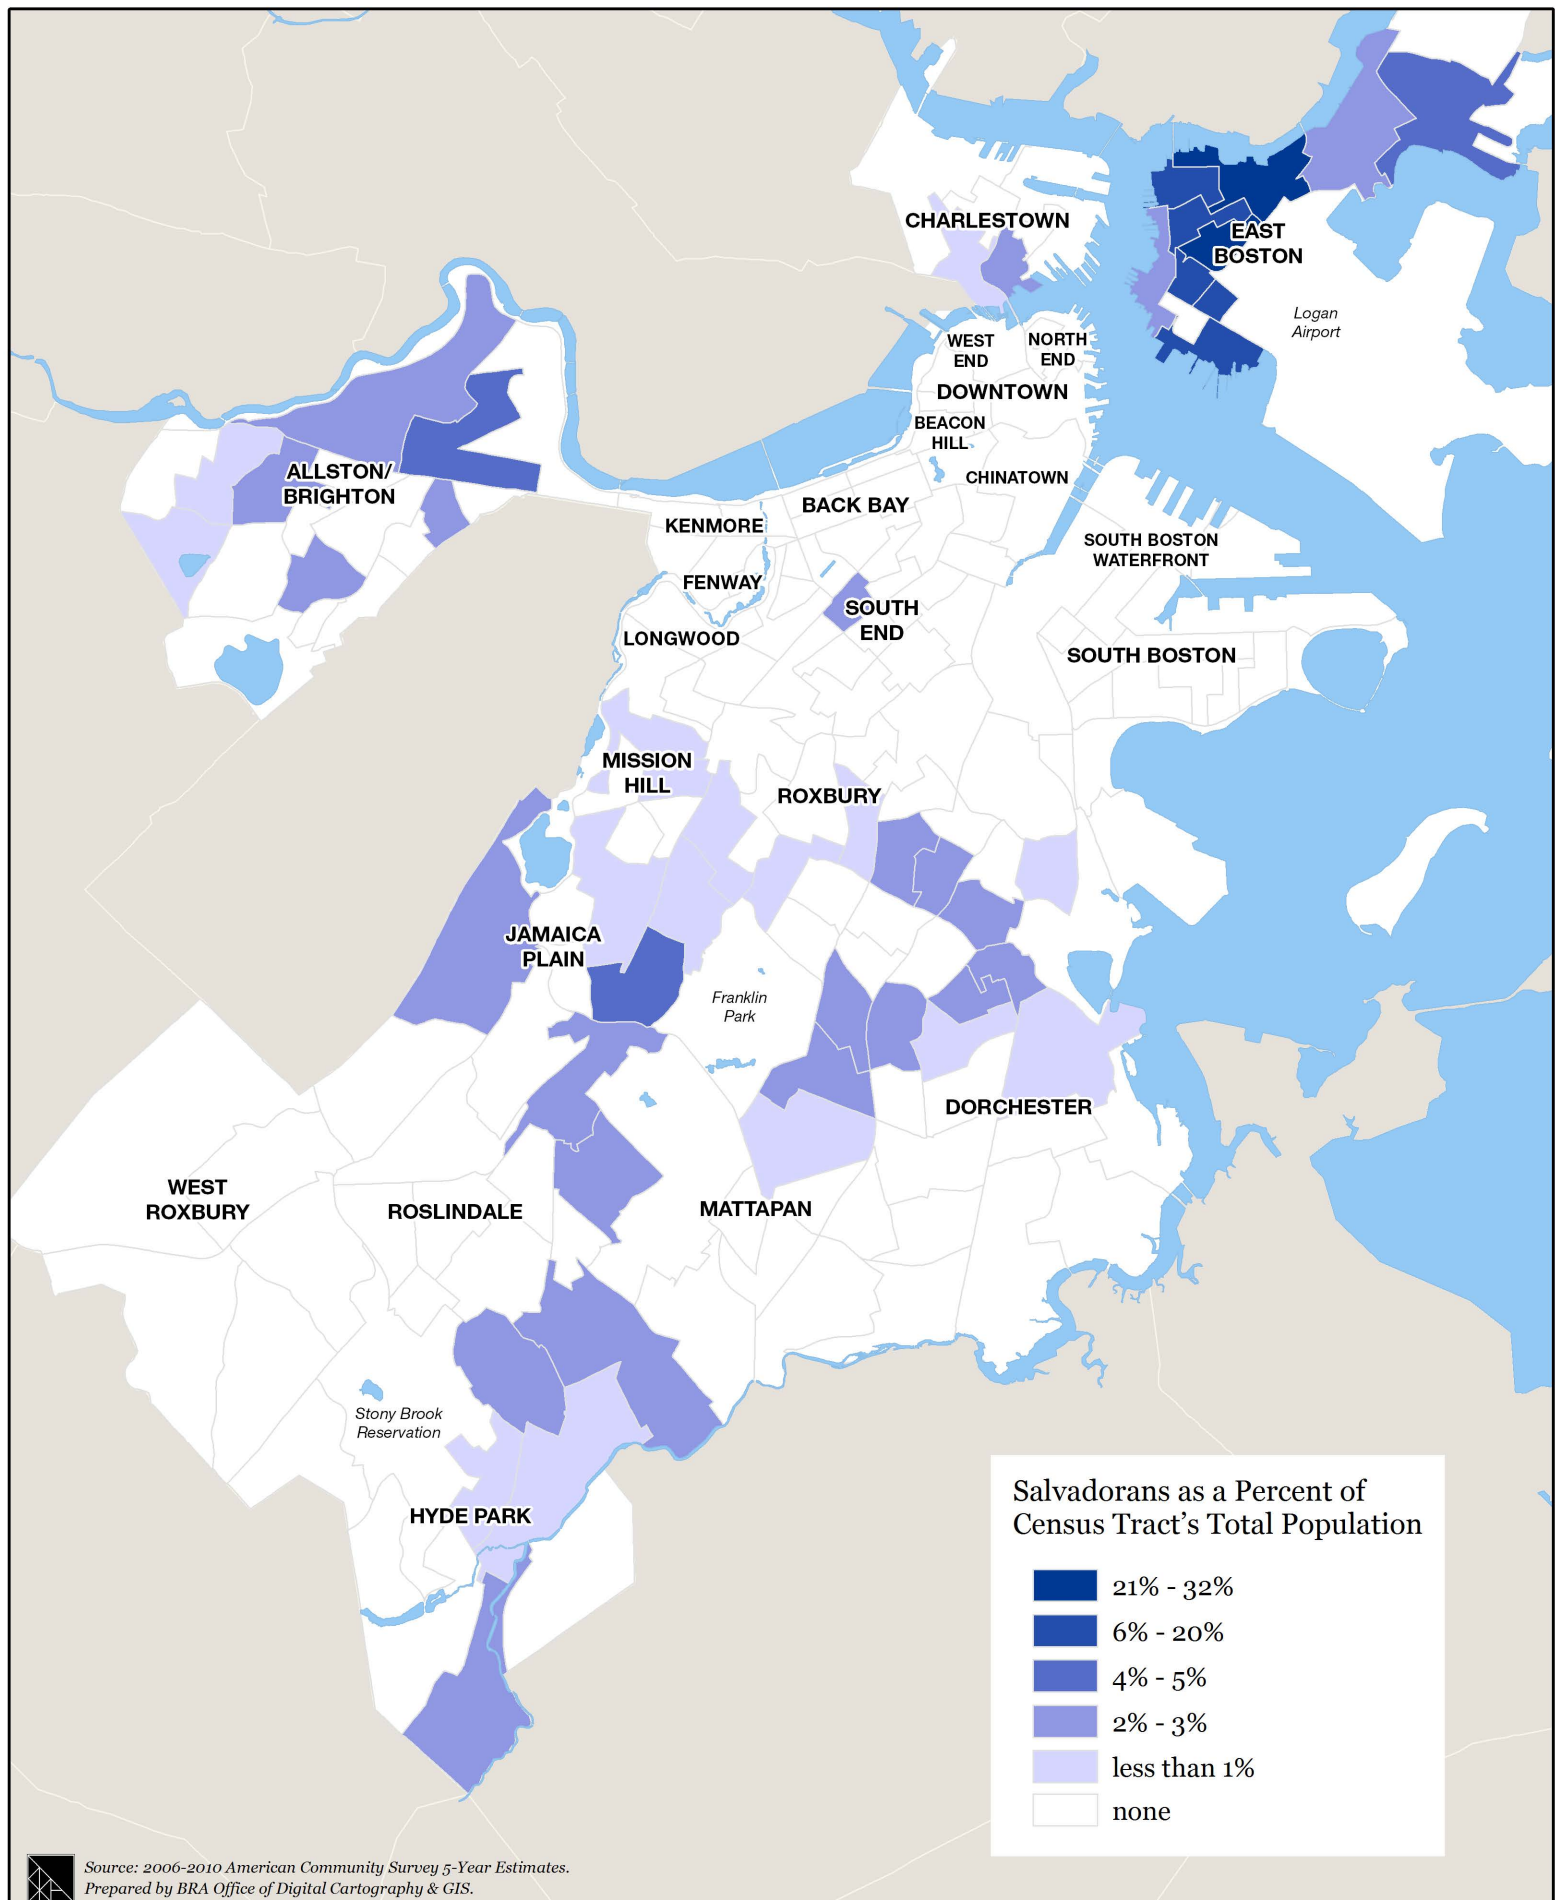 CHARLESTOWN
EAST
BOSTON
Logan
Airport
WEST
END
NORTH
END
DOWNTOWN
BEACON
HILL
CHINATOWN
ALLSTON/
BRIGHTON
BACK BAY
KENMORE
SOUTH BOSTON
WATERFRONT
FENWAY
SOUTH
END
LONGWOOD
SOUTH BOSTON
MISSION
HILL
ROXBURY
JAMAICA
PLAIN
Franklin
Park
DORCHESTER
WEST
ROXBURY
ROSLINDALE
MATTAPAN
Stony Brook
Reservation
HYDE PARK
Salvadorans as a Percent of
Census Tract's Total Population
21% - 32%
6% - 20%
4% - 5%
2% - 3%
less than 1%
none
Source: 2006-2010 American Community Survey 5-Year Estimates.
Prepared by BRA Office of Digital Cartography & GIS.